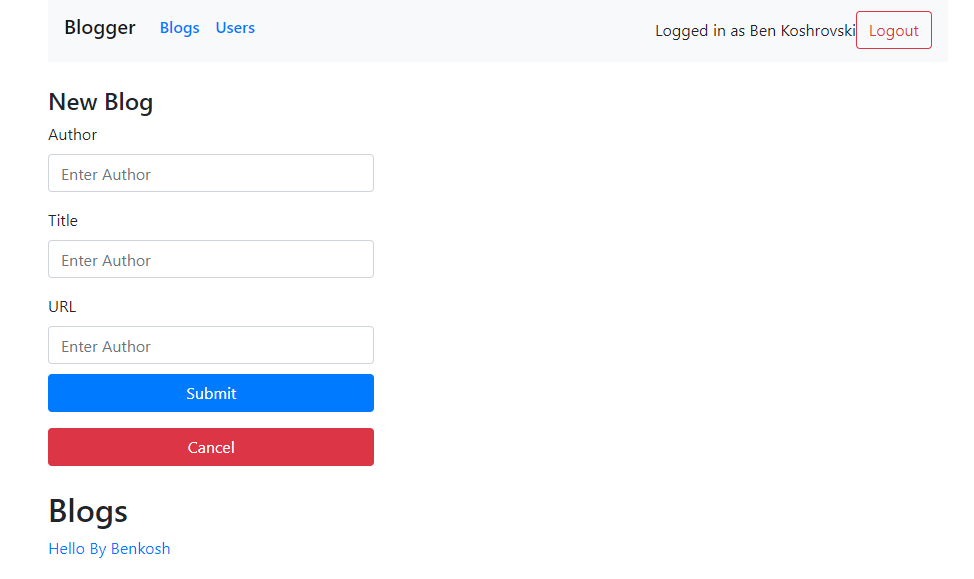 Blogger Blogs Users Logged in as Ben Koshrovski Logout
New Blog
Author
Enter Author
Title
Enter Author
URL
Enter Author
Submit
Cancel
Blogs
Hello By Benkosh